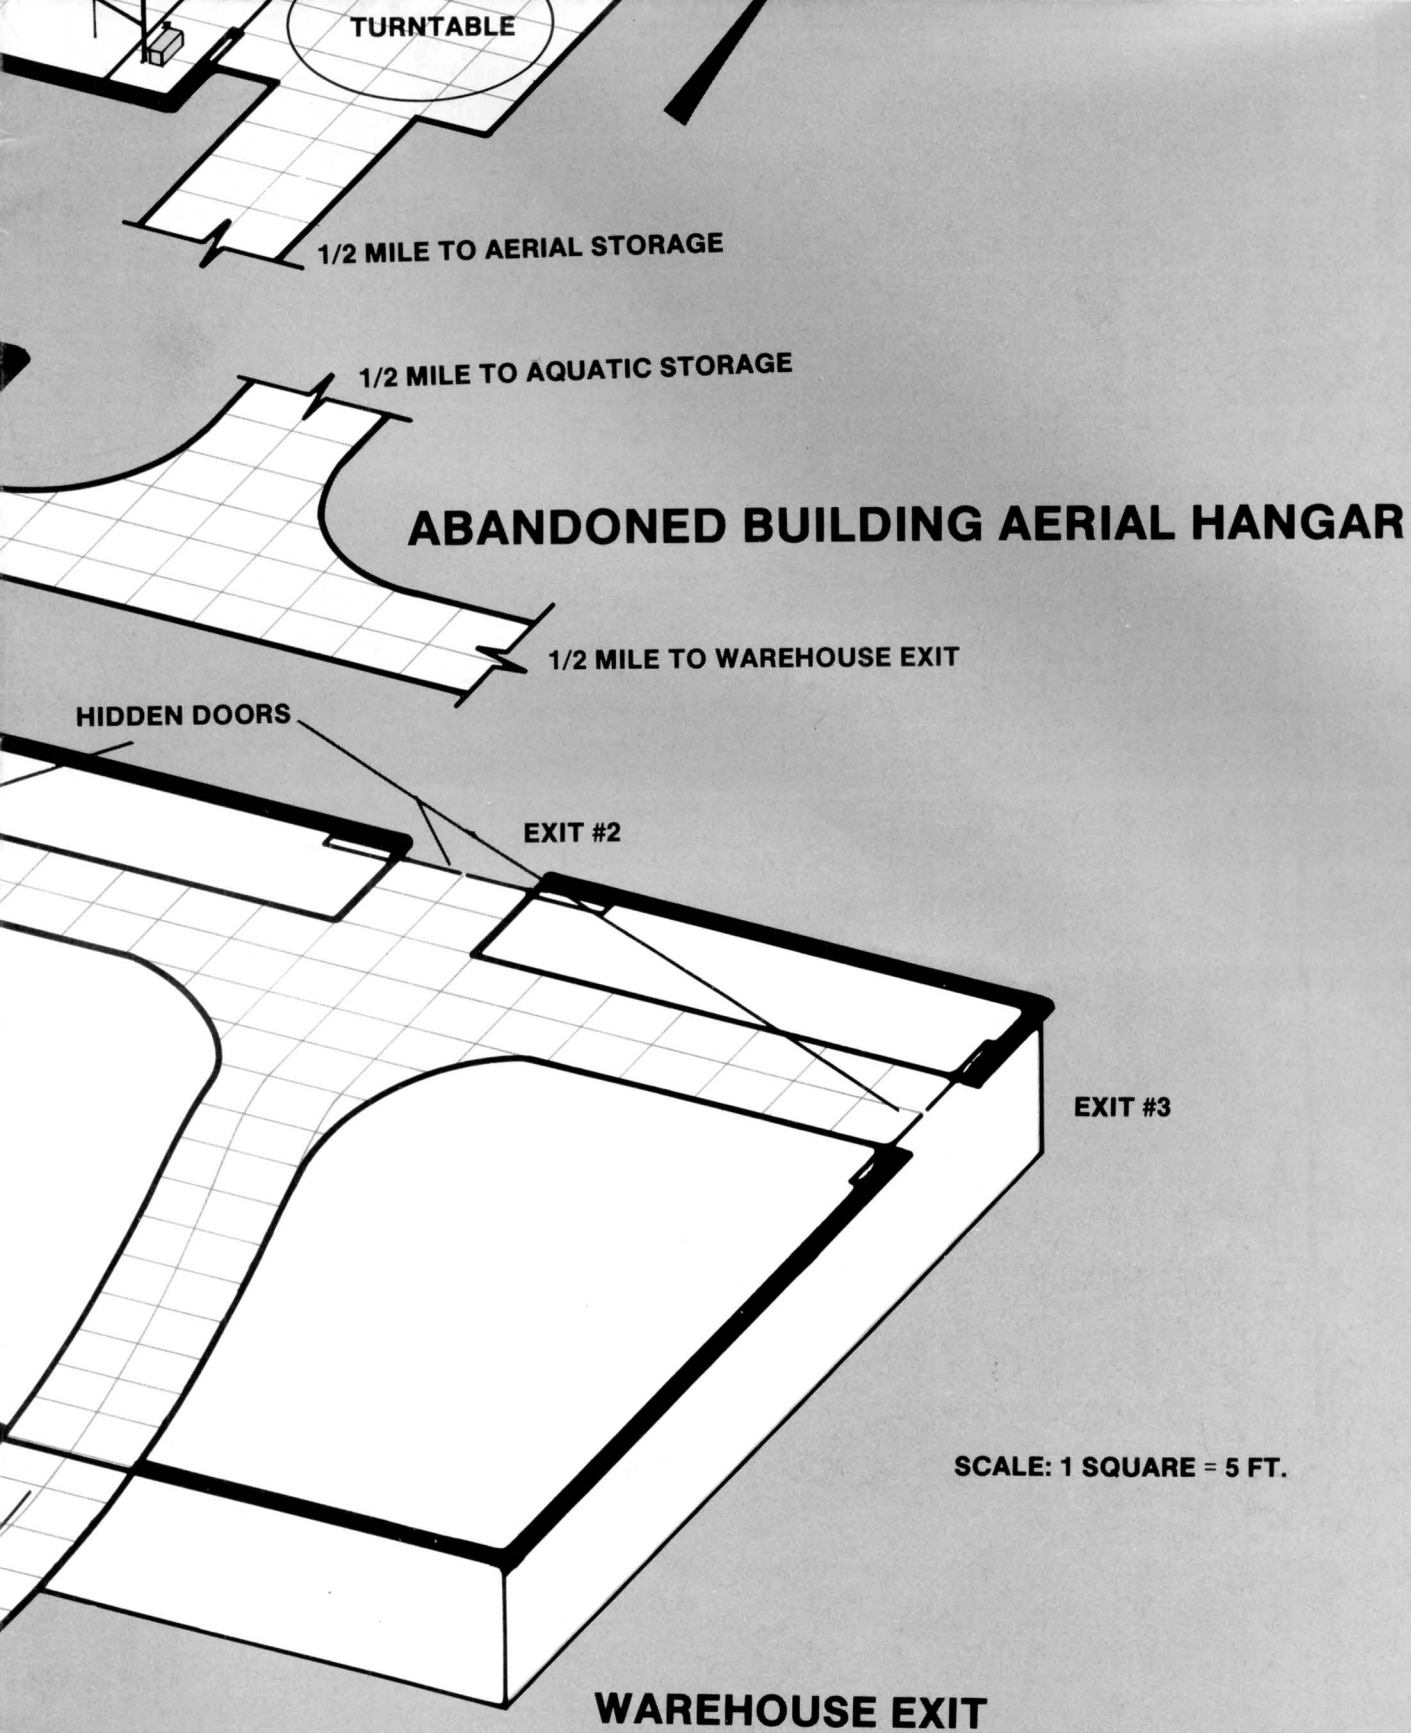 TURNTABLE
1/2 MILE TO AERIAL STORAGE
1/2 MILE TO AQUATIC STORAGE
ABANDONED BUILDING AERIAL HANGAR
1/2 MILE TO WAREHOUSE EXIT
HIDDEN DOORS
EXIT #2
EXIT #3
SCALE: 1 SQUARE = 5 FT.
WAREHOUSE EXIT